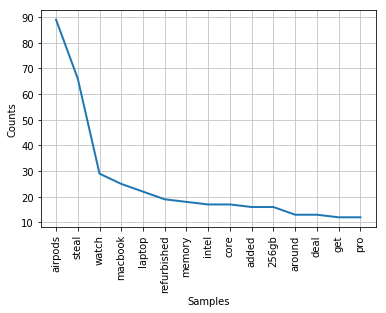 90
80
70
60
50
40
30
20
10
Counts
airpods
steal
watch
macbook
laptop
refurbished
memory
intel
core
added
256gb
around
deal
get
pro
Samples